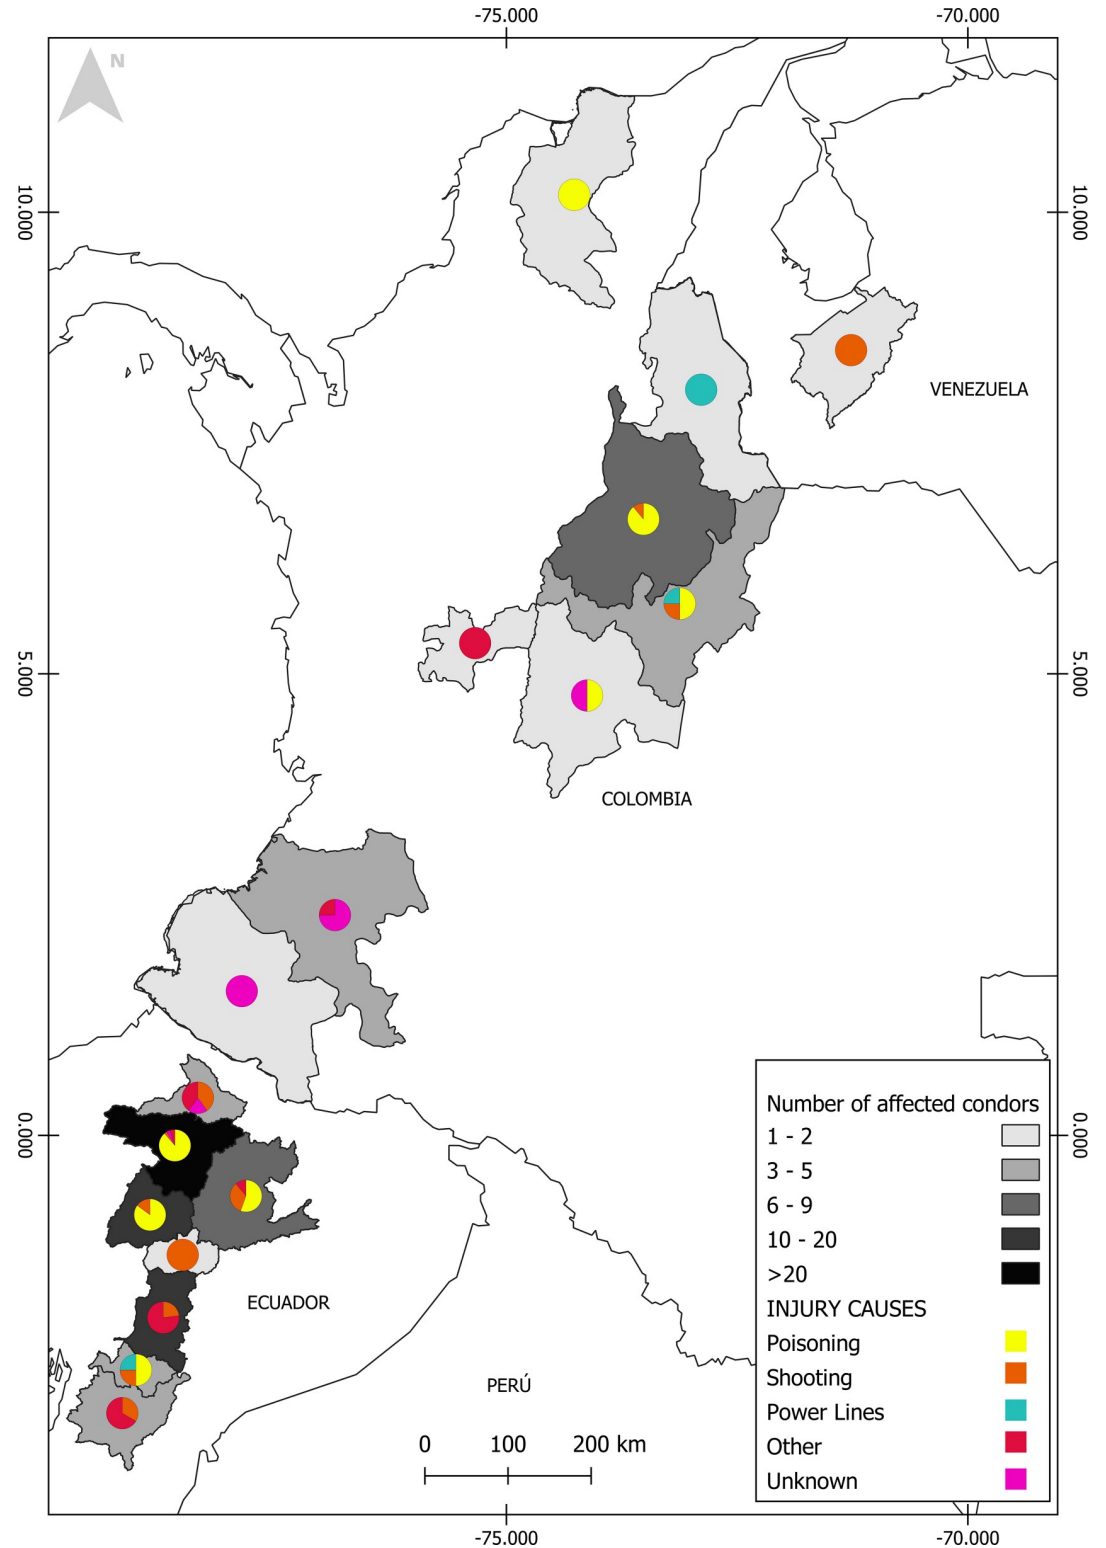 -75.000 -70.000
N
10.000 10.000
VENEZUELA
5.000 5.000
COLOMBIA
0.000 0.000
Number of affected condors
1 - 2
3 - 5
6 - 9
10 - 20
>20
INJURY CAUSES
Poisoning
Shooting
Power Lines
Other
Unknown
ECUADOR
PERÚ
0 100 200 km
-75.000 -70.000